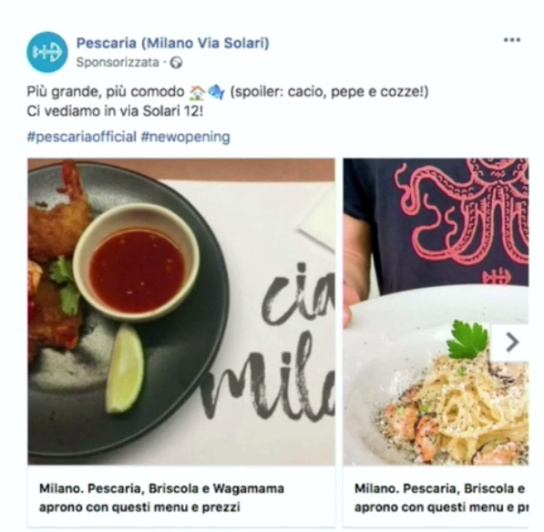 Pescaria (Milano Via Solari)
Sponsorizzata ·
Più grande, più comodo 🏠🐟 (spoiler: cacio, pepe e cozze!)
Ci vediamo in via Solari 12!
#pescariaofficial #newopening
cia
mila
Milano. Pescaria, Briscola e Wagamama
aprono con questi menu e prezzi
Milano. Pescaria, Briscola e
aprono con questi menu e pr